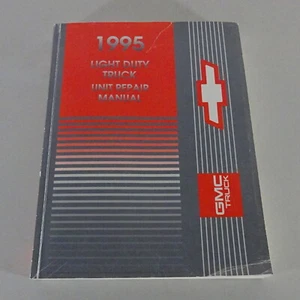 1995
LIGHT DUTY
TRUCK
UNIT REPAIR
MANUAL
GMC
TRUCK